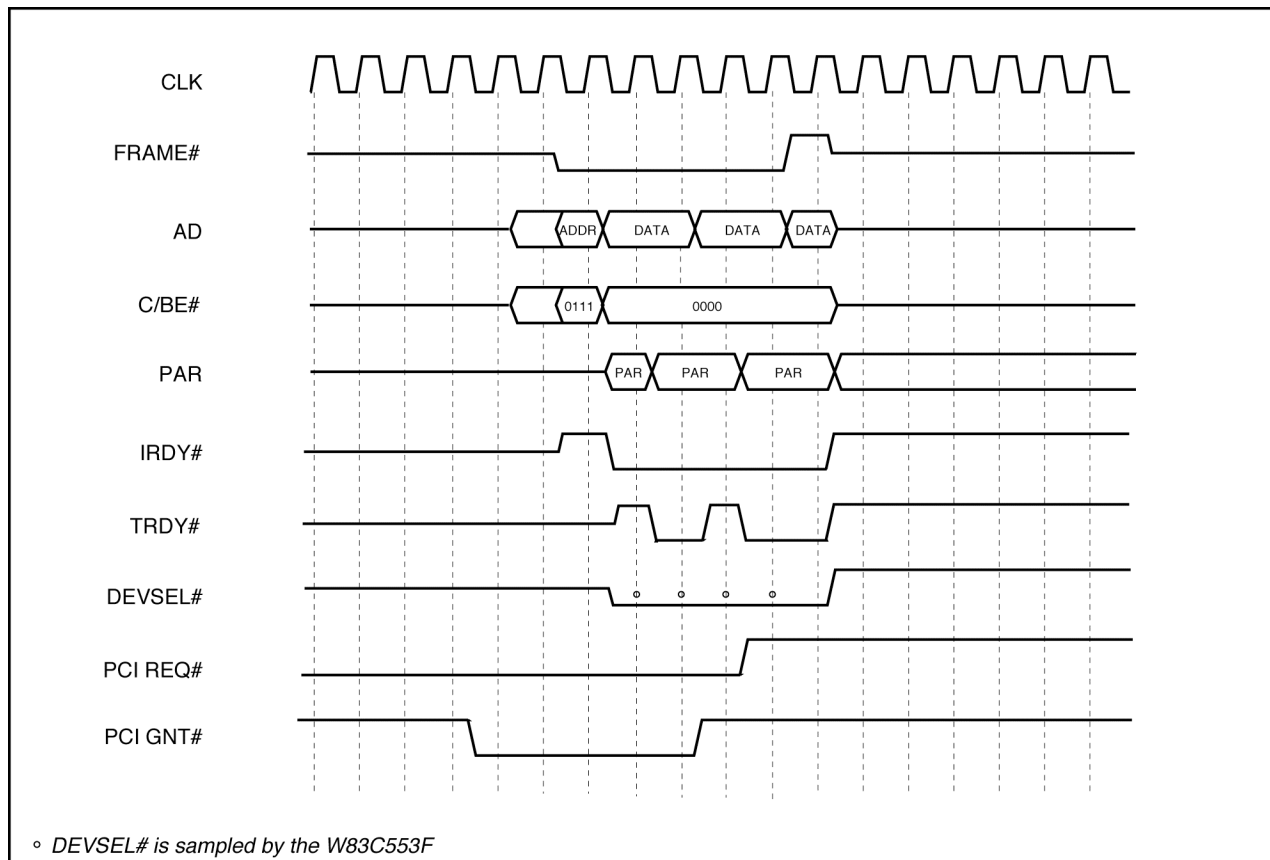 CLK
FRAME#
AD
ADDR DATA DATA DATA
C/BE#
0111 0000
PAR
PAR PAR PAR
IRDY#
TRDY#
DEVSEL#
PCI REQ#
PCI GNT#
DEVSEL# is sampled by the W83C553F